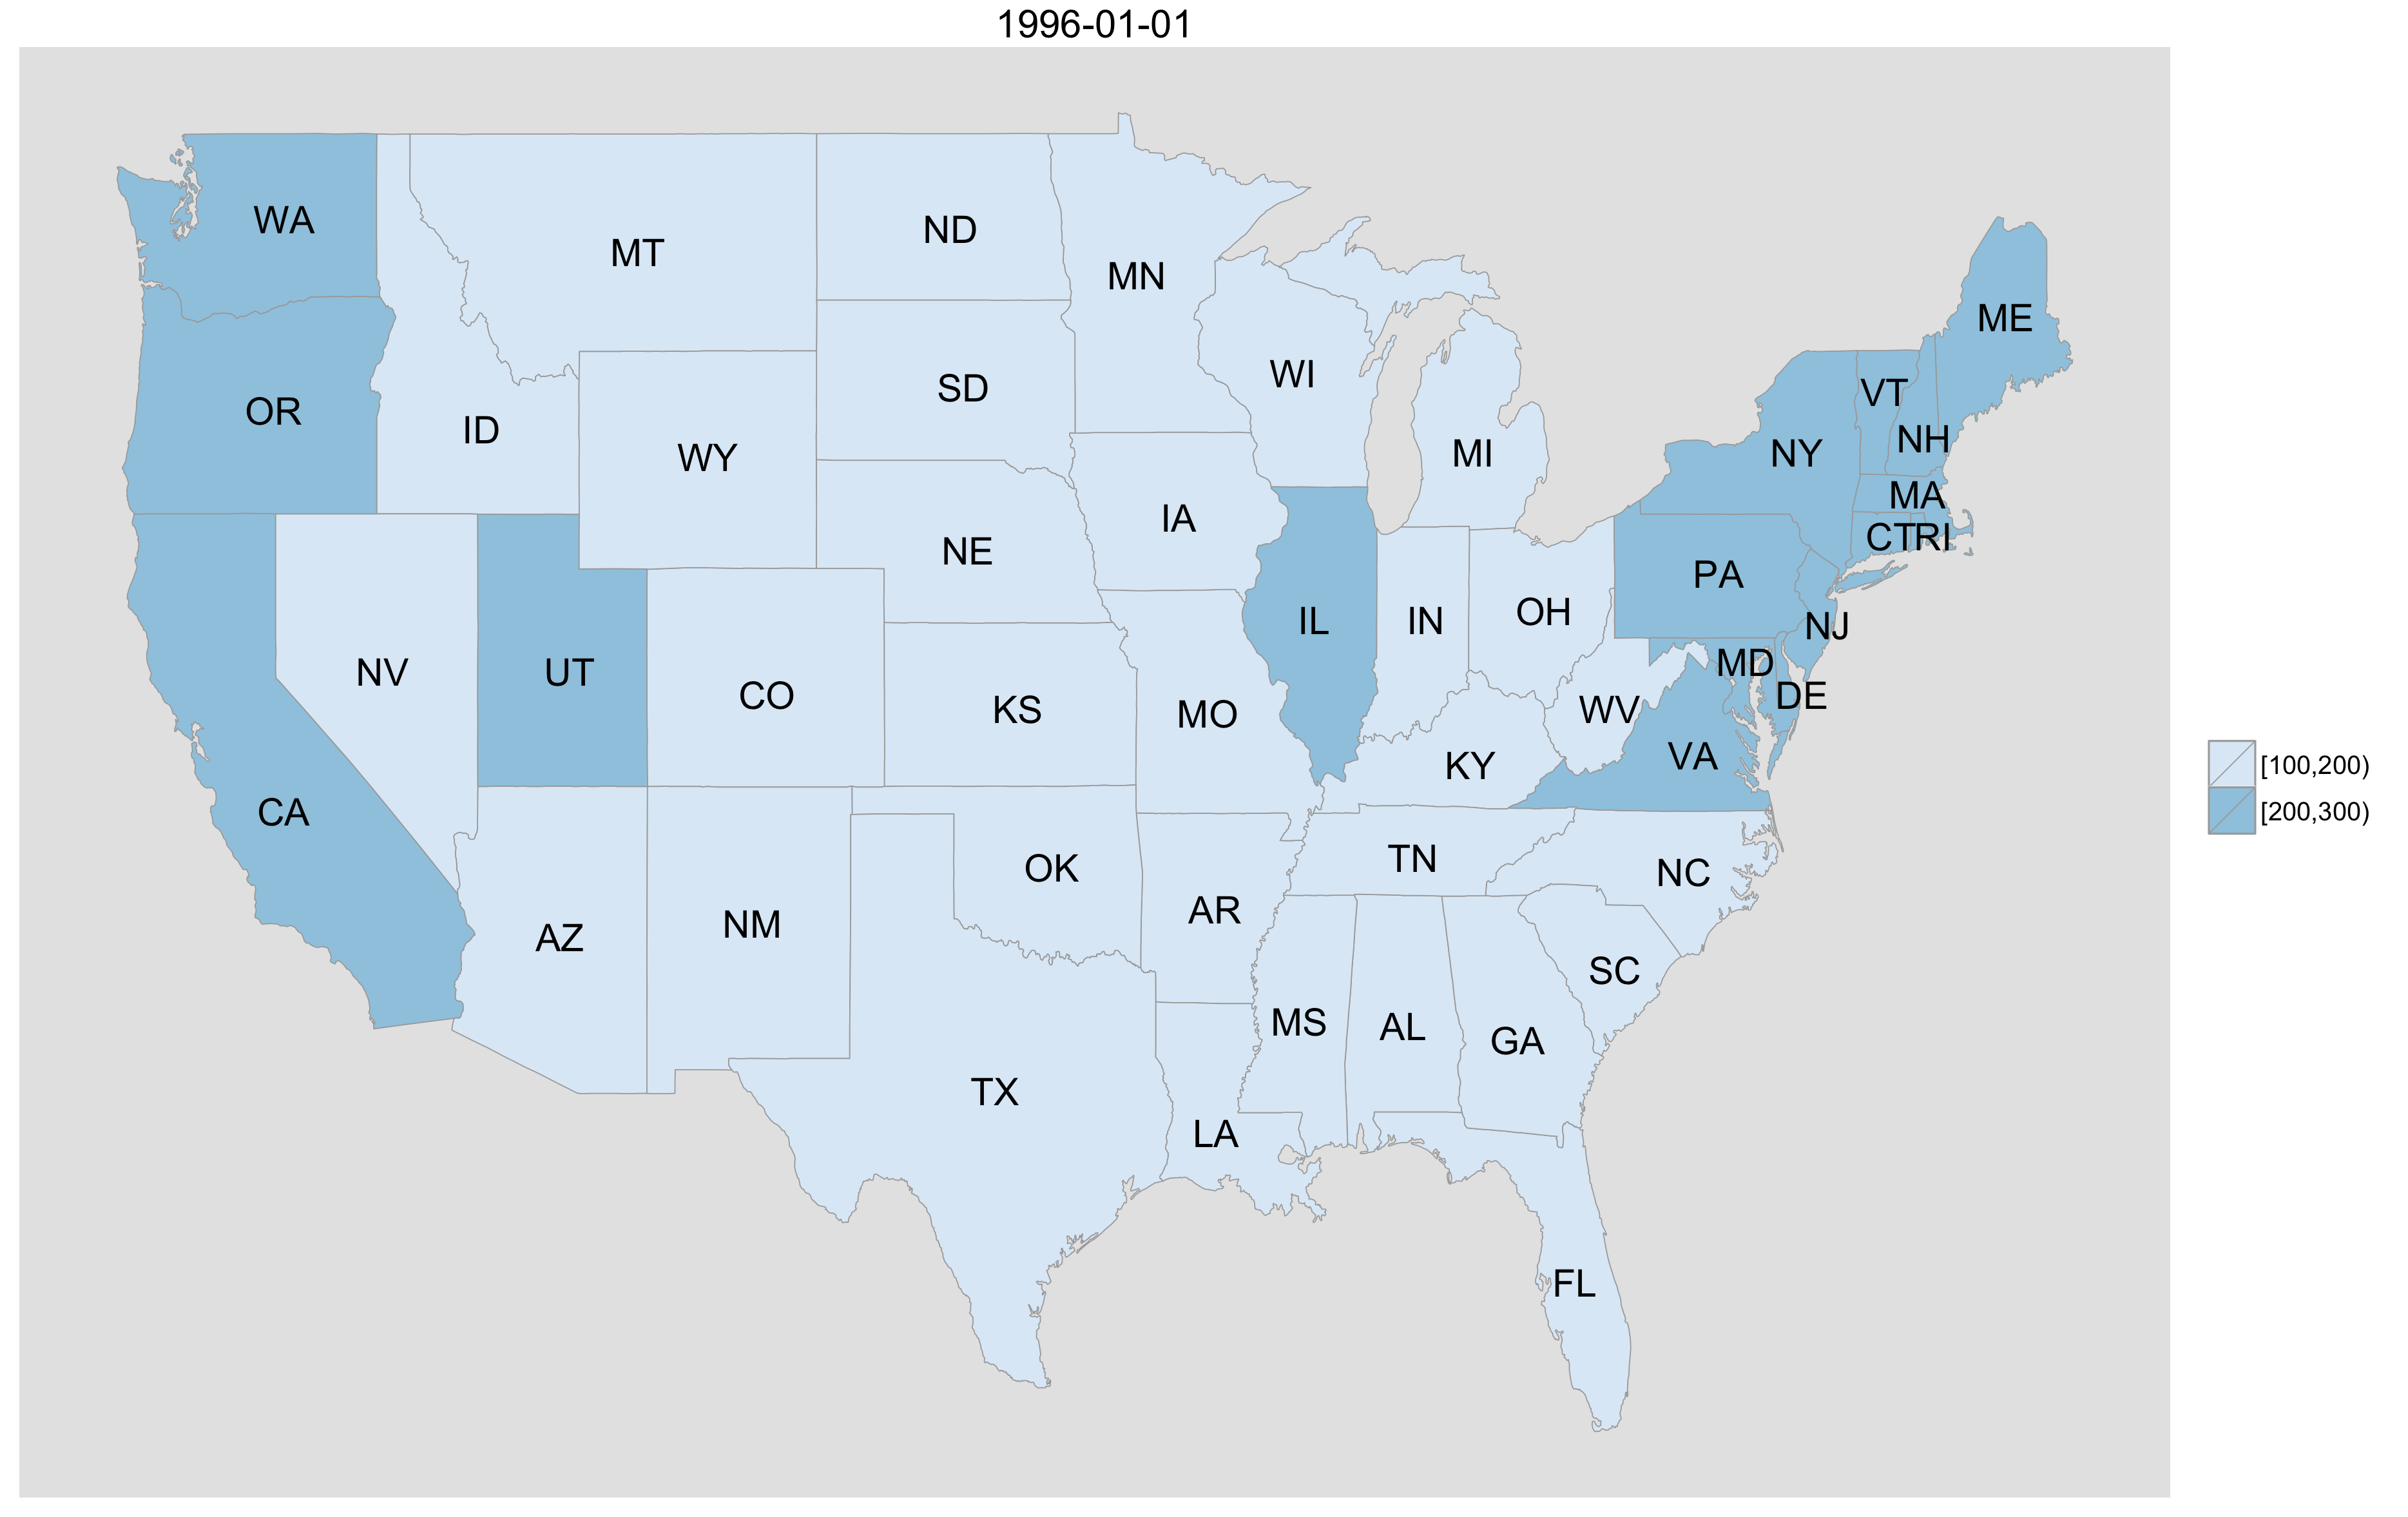 1996-01-01
WA
MT
ND
MN
ME
OR
ID
WY
SD
WI
MI
NY
VT
NH
MA
CT
RI
IA
NE
PA
NJ
IL
IN
OH
MD
DE
NV
UT
CO
KS
MO
WV
VA
KY
CA
[100,200)
[200,300)
TN
NC
OK
AR
AZ
NM
SC
MS
AL
GA
TX
LA
FL